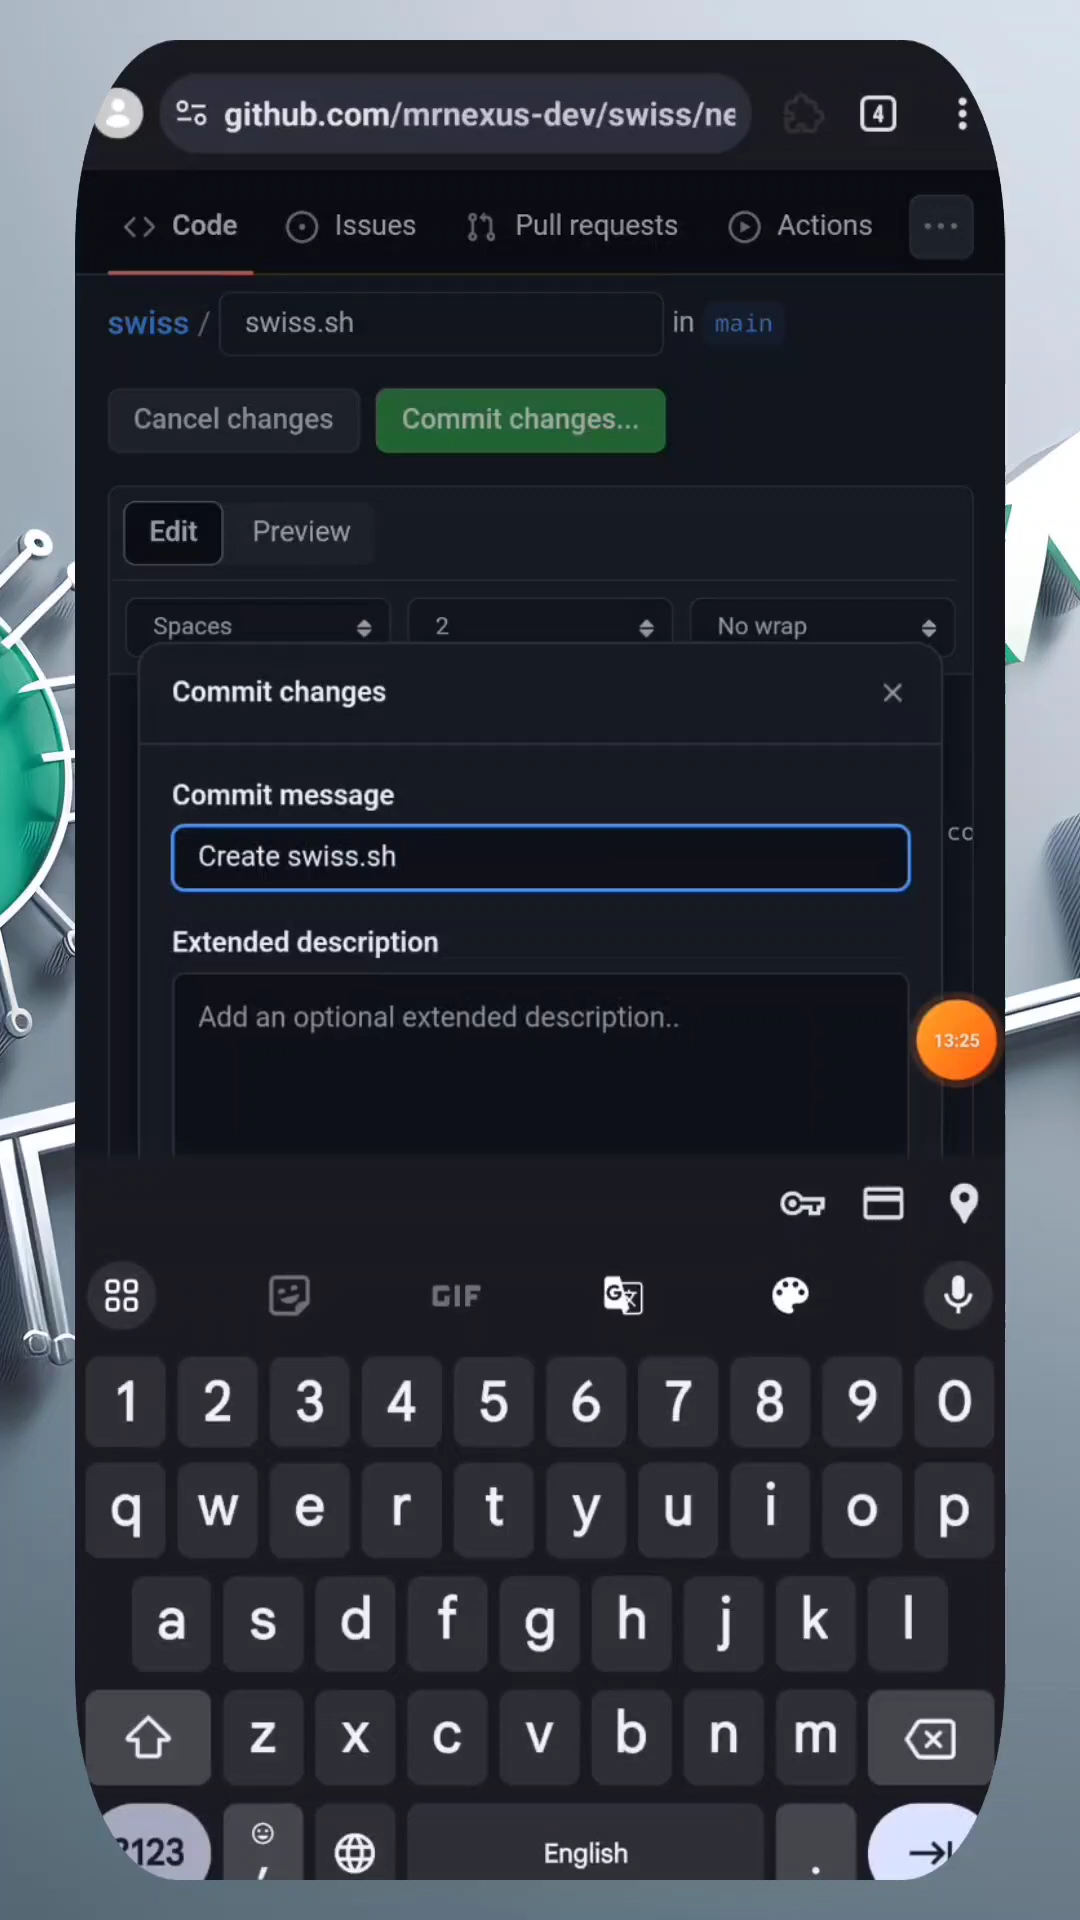 github.com/mrnexus-dev/swiss/ne
4
Code Issues Pull requests Actions
swiss / swiss.sh in main
Cancel changes Commit changes...
Edit Preview
Spaces 2 No wrap
Commit changes
Commit message
Create swiss.sh
co
Extended description
Add an optional extended description..
13:25
GIF
1 2 3 4 5 6 7 8 9 0
q w e r t y u i o p
a s d f g h j k l
z x c v b n m
?123 , English .